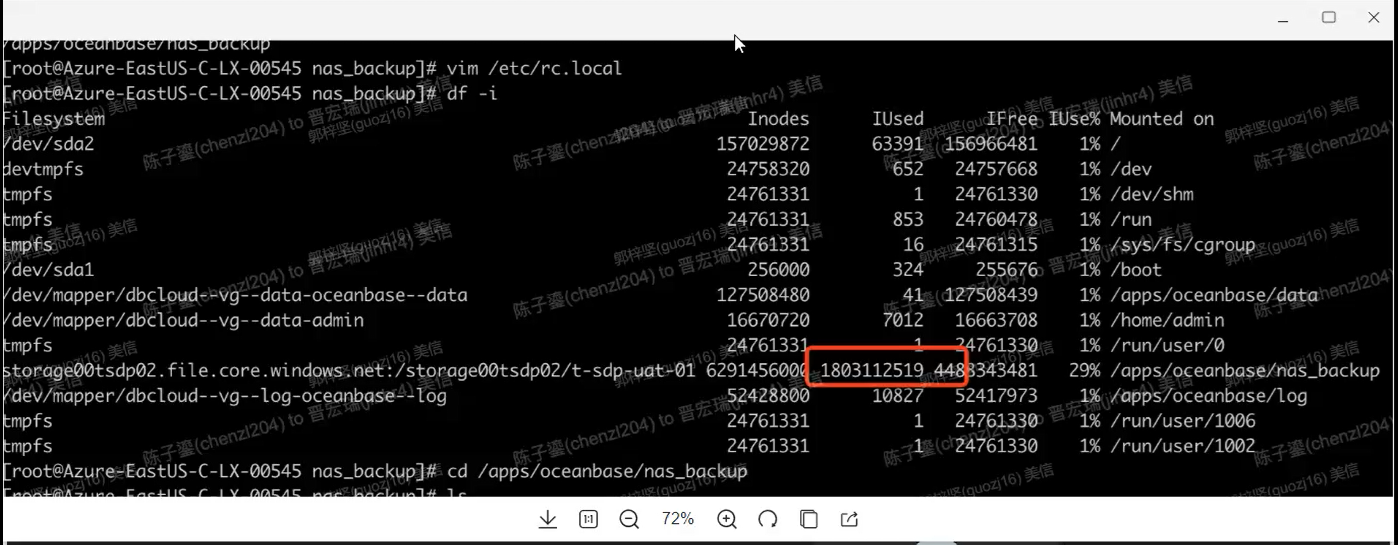 /apps/oceanbase/nas_backup
[root@Azure-EastUS-C-LX-00545 nas_backup]# vim /etc/rc.local
[root@Azure-EastUS-C-LX-00545 nas_backup]# df -i
Filesystem Inodes IUsed IFree IUse% Mounted on
/dev/sda2 157029872 63391 156966481 1% /
devtmpfs 24758320 652 24757668 1% /dev
tmpfs 24761331 1 24761330 1% /dev/shm
tmpfs 24761331 853 24760478 1% /run
tmpfs 24761331 16 24761315 1% /sys/fs/cgroup
/dev/sda1 256000 324 255676 1% /boot
/dev/mapper/dbcloud--vg--data-oceanbase--data 127508480 41 127508439 1% /apps/oceanbase/data
/dev/mapper/dbcloud--vg--data-admin 16670720 7012 16663708 1% /home/admin
tmpfs 24761331 1 24761330 1% /run/user/0
storage00tsdp02.file.core.windows.net:/storage00tsdp02/t-sdp-uat-01 6291456000 1803112519 4488343481 29% /apps/oceanbase/nas_backup
/dev/mapper/dbcloud--vg--log-oceanbase--log 52428800 10827 52417973 1% /apps/oceanbase/log
tmpfs 24761331 1 24761330 1% /run/user/1006
tmpfs 24761331 1 24761330 1% /run/user/1002
[root@Azure-EastUS-C-LX-00545 nas_backup]# cd /apps/oceanbase/nas_backup
[root@Azure-EastUS-C-LX-00545 nas_backup]# ls
陈子鎏(chenzl204) to 晋宏瑞(jinhr4) 美信
郭梓坚(guozj16) 美信
1:1
72%